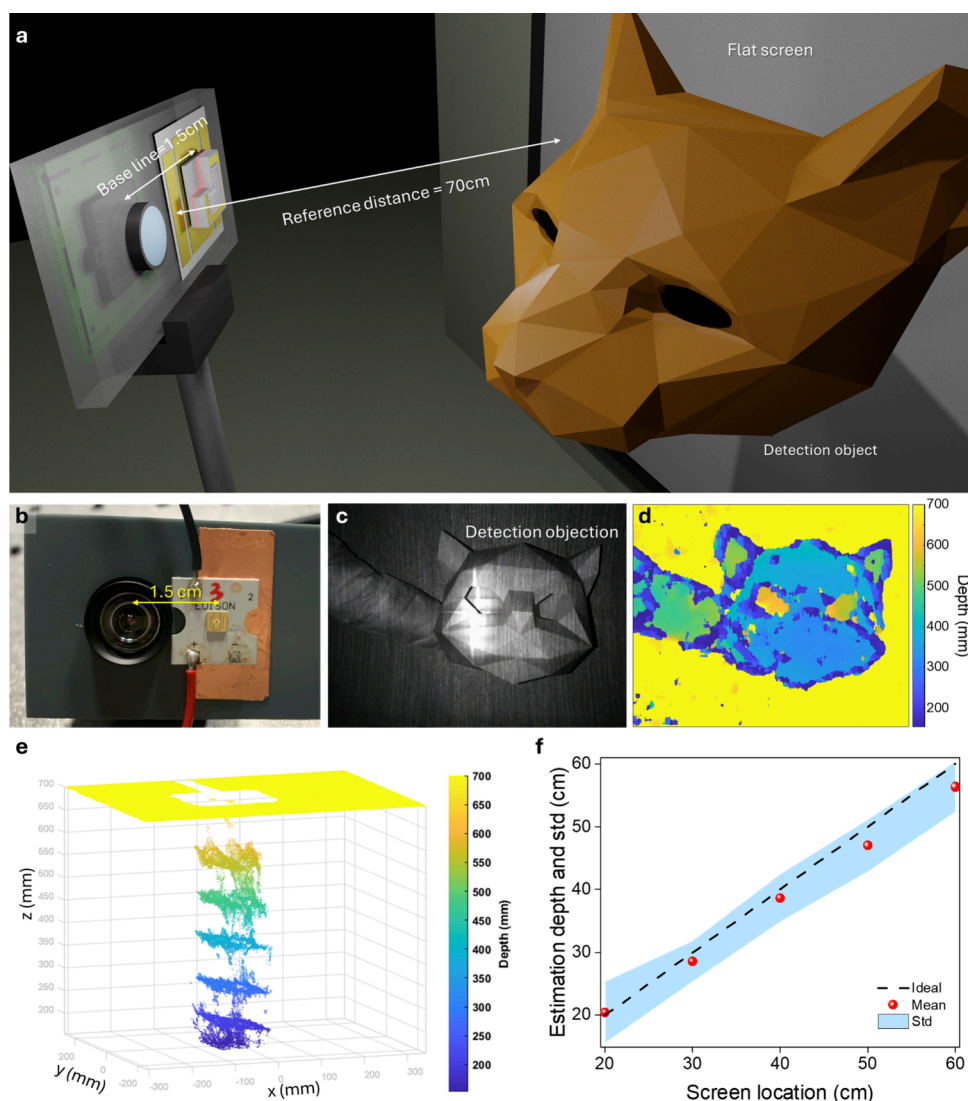 a
Flat screen
Base line=1.5cm
Reference distance = 70cm
Detection object
b
1.5 cm
3
EDISON
2
c
Detection objection
d
700
600
500
400
300
200
Depth (mm)
e
700
650
600
550
500
450
400
350
300
250
200
z (mm)
200
0
-200
y (mm)
-300
-200
-100
0
100
200
300
x (mm)
700
650
600
550
500
450
400
350
300
250
200
Depth (mm)
f
60
50
40
30
20
Estimation depth and std (cm)
Ideal
Mean
Std
20
30
40
50
60
Screen location (cm)